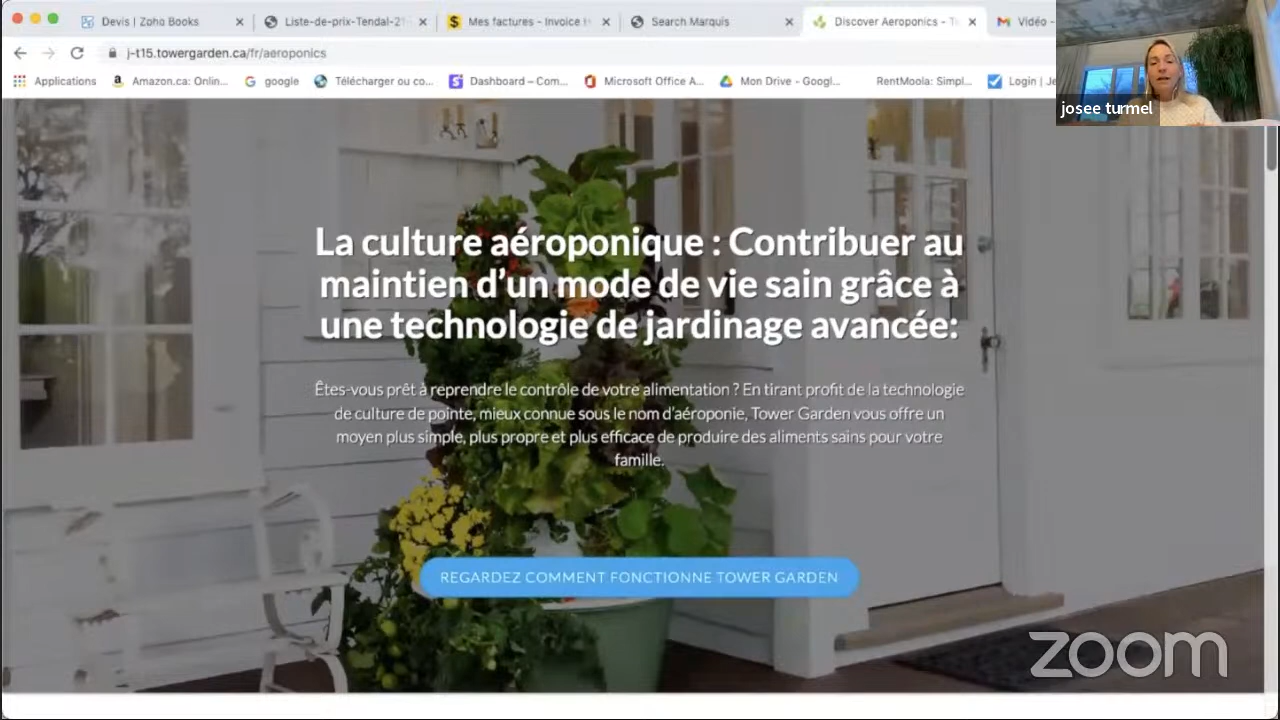 Devis | Zoho Books
Liste-de-prix-Tendal-21-
Mes factures - Invoice
Search Marquis
Discover Aeroponics -
Vidéo -
j-t15.towergarden.ca/fr/aeroponics
Applications
Amazon.ca: Onlin...
google
Télécharger ou co...
Dashboard – Com...
Microsoft Office A...
Mon Drive - Googl...
RentMoola: Simpl...
Login | Je
josee turmel
La culture aéroponique : Contribuer au
maintien d’un mode de vie sain grâce à
une technologie de jardinage avancée:
Êtes-vous prêt à reprendre le contrôle de votre alimentation ? En tirant profit de la technologie
de culture de pointe, mieux connue sous le nom d’aéroponie, Tower Garden vous offre un
moyen plus simple, plus propre et plus efficace de produire des aliments sains pour votre
famille.
REGARDEZ COMMENT FONCTIONNE TOWER GARDEN
zoom